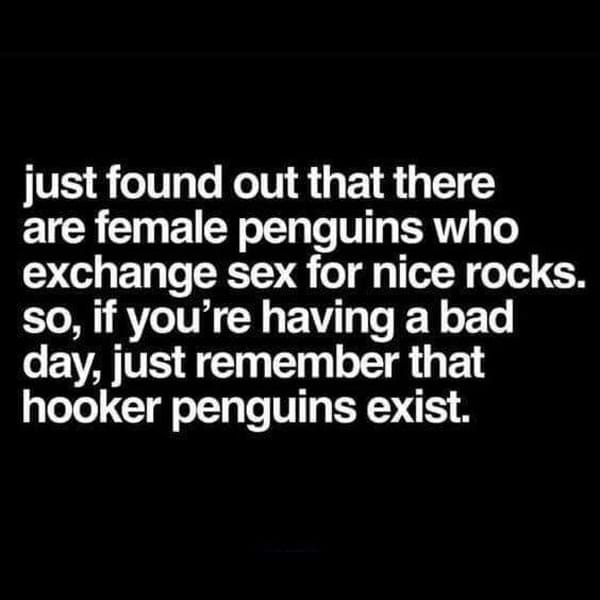 just found out that there
are female penguins who
exchange sex for nice rocks.
so, if you're having a bad
day, just remember that
hooker penguins exist.